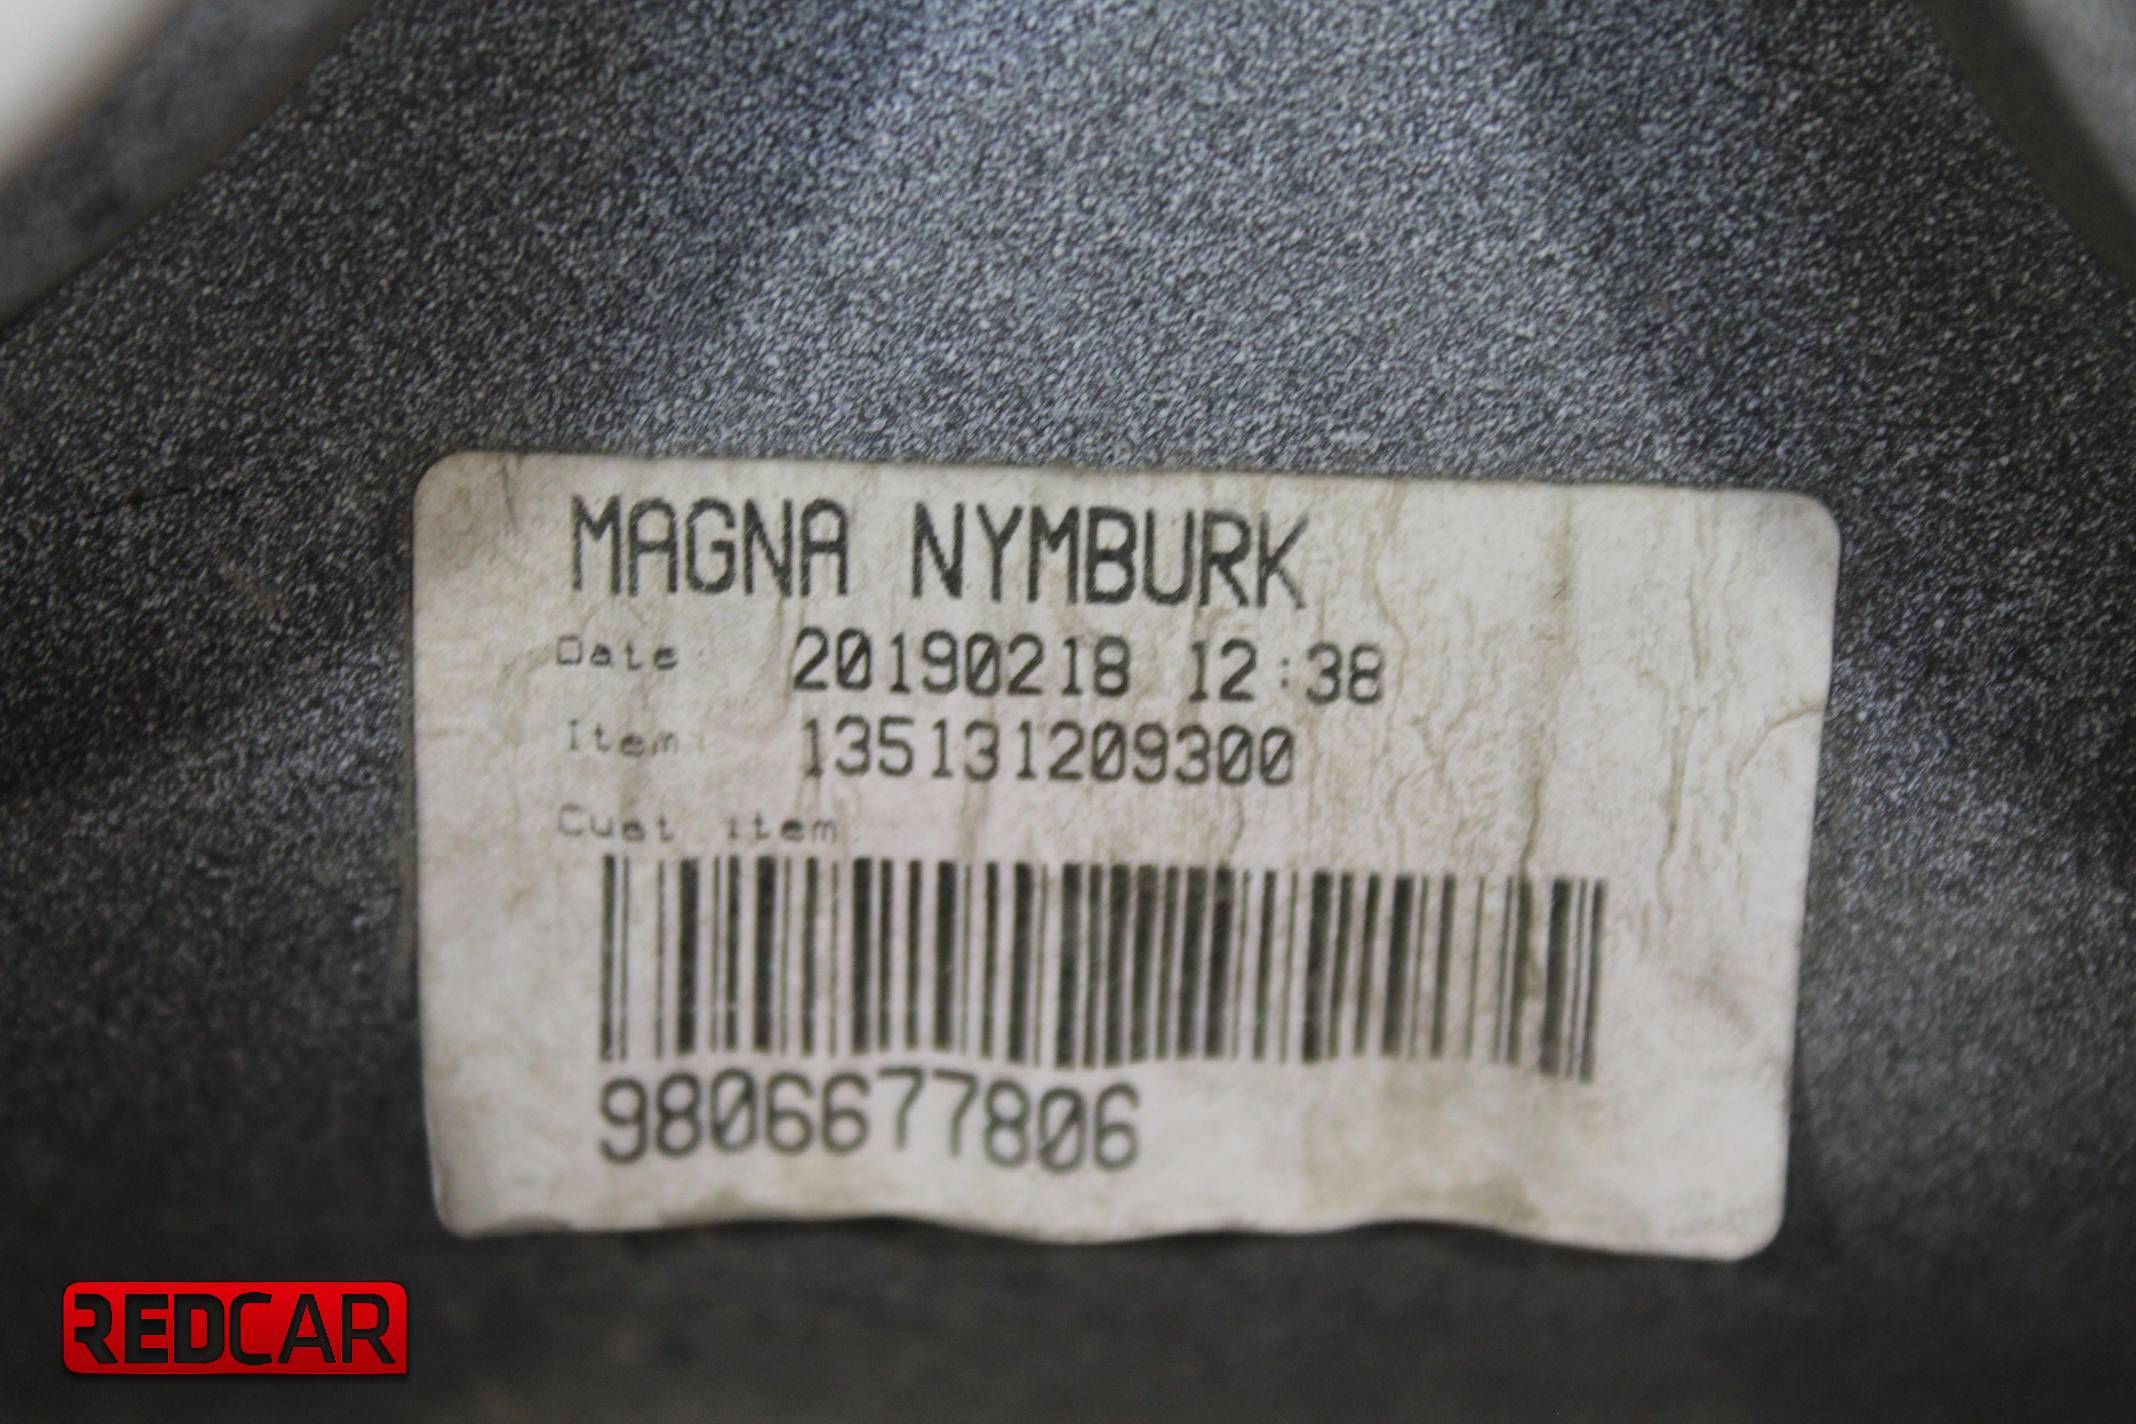 MAGNA NYMBURK
Date: 20190218 12:38
Item: 135131209300
Cust item:
9806677806
REDCAR